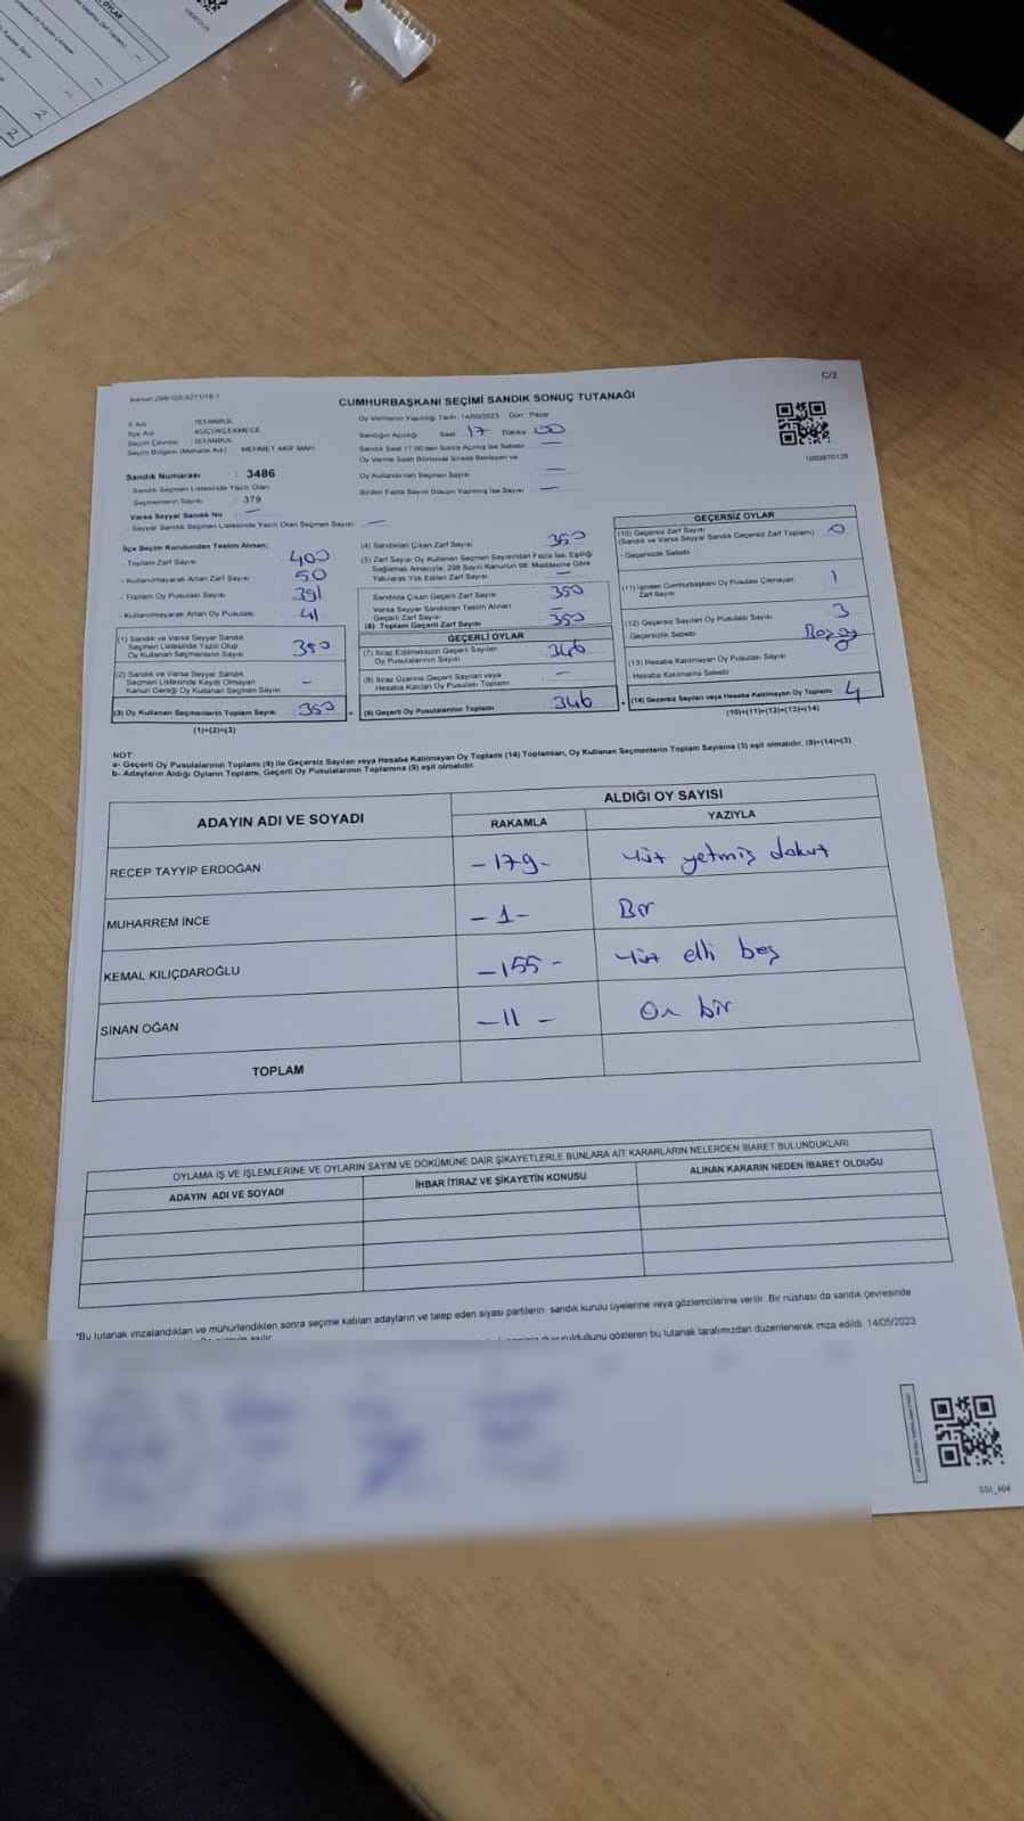 C/2
CUMHURBAŞKANI SEÇİMİ SANDIK SONUÇ TUTANAĞI
İl Adı : İSTANBUL
İlçe Adı : KÜÇÜKÇEKMECE
Seçim Çevresi : İSTANBUL
Seçim Bölgesi (Mahalle Adı) : MEHMET AKİF MAH.
Oy Vermenin Yapıldığı Tarih : 14/05/2023 Gün : Pazar
Sandığın Açılışı Saat : 17 Dakika : 00
Sandık Numarası : 3486
Sandık Seçmen Listesinde Yazılı Olan
Seçmenlerin Sayısı : 379
Varsa Seyyar Sandık No : —
Seyyar Sandık Seçmen Listesinde Yazılı Olan Seçmen Sayısı : —
Oy Kullandırılan Seçmen Sayısı —
Birden Fazla Sayım Döküm Yapılmış İse Sayısı : —
İlçe Seçim Kurulundan Teslim Alınan;
- Toplam Zarf Sayısı 400
- Kullanılmayarak Artan Zarf Sayısı 50
- Toplam Oy Pusulası Sayısı 391
- Kullanılmayarak Artan Oy Pusulası 41
(1) Sandık ve Varsa Seyyar Sandık
Seçmen Listesinde Yazılı Olup
Oy Kullanan Seçmenlerin Sayısı 350
(2) Sandık ve Varsa Seyyar Sandık
Seçmen Listesinde Kayıtlı Olmayan
Kanun Gereği Oy Kullanan Seçmen Sayısı -
(3) Oy Kullanan Seçmenlerin Toplam Sayısı 350
(1)+(2)=(3)
(4) Sandıktan Çıkan Zarf Sayısı 350
(5) Zarf Sayısı Oy Kullanan Seçmen Sayısından Fazla İse, Eşitliği
Sağlamak Amacıyla, 298 Sayılı Kanunun 98. Maddesine Göre
Yakılarak Yok Edilen Zarf Sayısı —
Sandıkta Çıkan Geçerli Zarf Sayısı 350
Varsa Seyyar Sandıktan Teslim Alınan
Geçerli Zarf Sayısı —
(6) Toplam Geçerli Zarf Sayısı 350
GEÇERLİ OYLAR
(7) İtiraz Edilmeksizin Geçerli Sayılan
Oy Pusulalarının Sayısı 346
(8) İtiraz Üzerine Geçerli Sayılan veya
Hesaba Katılan Oy Pusulaları Toplamı —
(9) Geçerli Oy Pusulalarının Toplamı 346
GEÇERSİZ OYLAR
(10) Geçersiz Zarf Sayısı
(Sandık ve Varsa Seyyar Sandık Geçersiz Zarf Toplamı) 0
- Geçersizlik Sebebi
(11) İçinden Cumhurbaşkanı Oy Pusulası Çıkmayan
Zarf Sayısı 1
(12) Geçersiz Sayılan Oy Pusulası Sayısı 3
Geçersizlik Sebebi
(13) Hesaba Katılmayan Oy Pusulası Sayısı
Hesaba Katılmama Sebebi
(14) Geçersiz Sayılan veya Hesaba Katılmayan Oy Toplamı 4
(10)+(11)+(12)+(13)=(14)
NOT:
a- Geçerli Oy Pusulalarının Toplamı (9) ile Geçersiz Sayılan veya Hesaba Katılmayan Oy Toplamı (14) Toplamları, Oy Kullanan Seçmenlerin Toplam Sayısına (3) eşit olmalıdır. (9)+(14)=(3)
b- Adayların Aldığı Oyların Toplamı, Geçerli Oy Pusulalarının Toplamına (9) eşit olmalıdır.
ADAYIN ADI VE SOYADI ALDIĞI OY SAYISI
RAKAMLA YAZIYLA
RECEP TAYYİP ERDOĞAN -179- Yüz yetmiş dokuz
MUHARREM İNCE -1- Bir
KEMAL KILIÇDAROĞLU -155- Yüz elli beş
SİNAN OĞAN -11- On bir
TOPLAM
OYLAMA İŞ VE İŞLEMLERİNE VE OYLARIN SAYIM VE DÖKÜMÜNE DAİR ŞİKAYETLERLE BUNLARA AİT KARARLARIN NELERDEN İBARET BULUNDUKLARI
ADAYIN ADI VE SOYADI İHBAR İTİRAZ VE ŞİKAYETİN KONUSU ALINAN KARARIN NEDEN İBARET OLDUĞU
*Bu tutanak imzalandıktan ve mühürlendikten sonra seçime katılan adayların ve talep eden siyasi partilerin sandık kurulu üyelerine veya gözlemcilerine verilir. Bir nüshası da sandık çevresinde
gösteren bu tutanak tarafımızdan düzenlenerek imza edildi. 14/05/2023